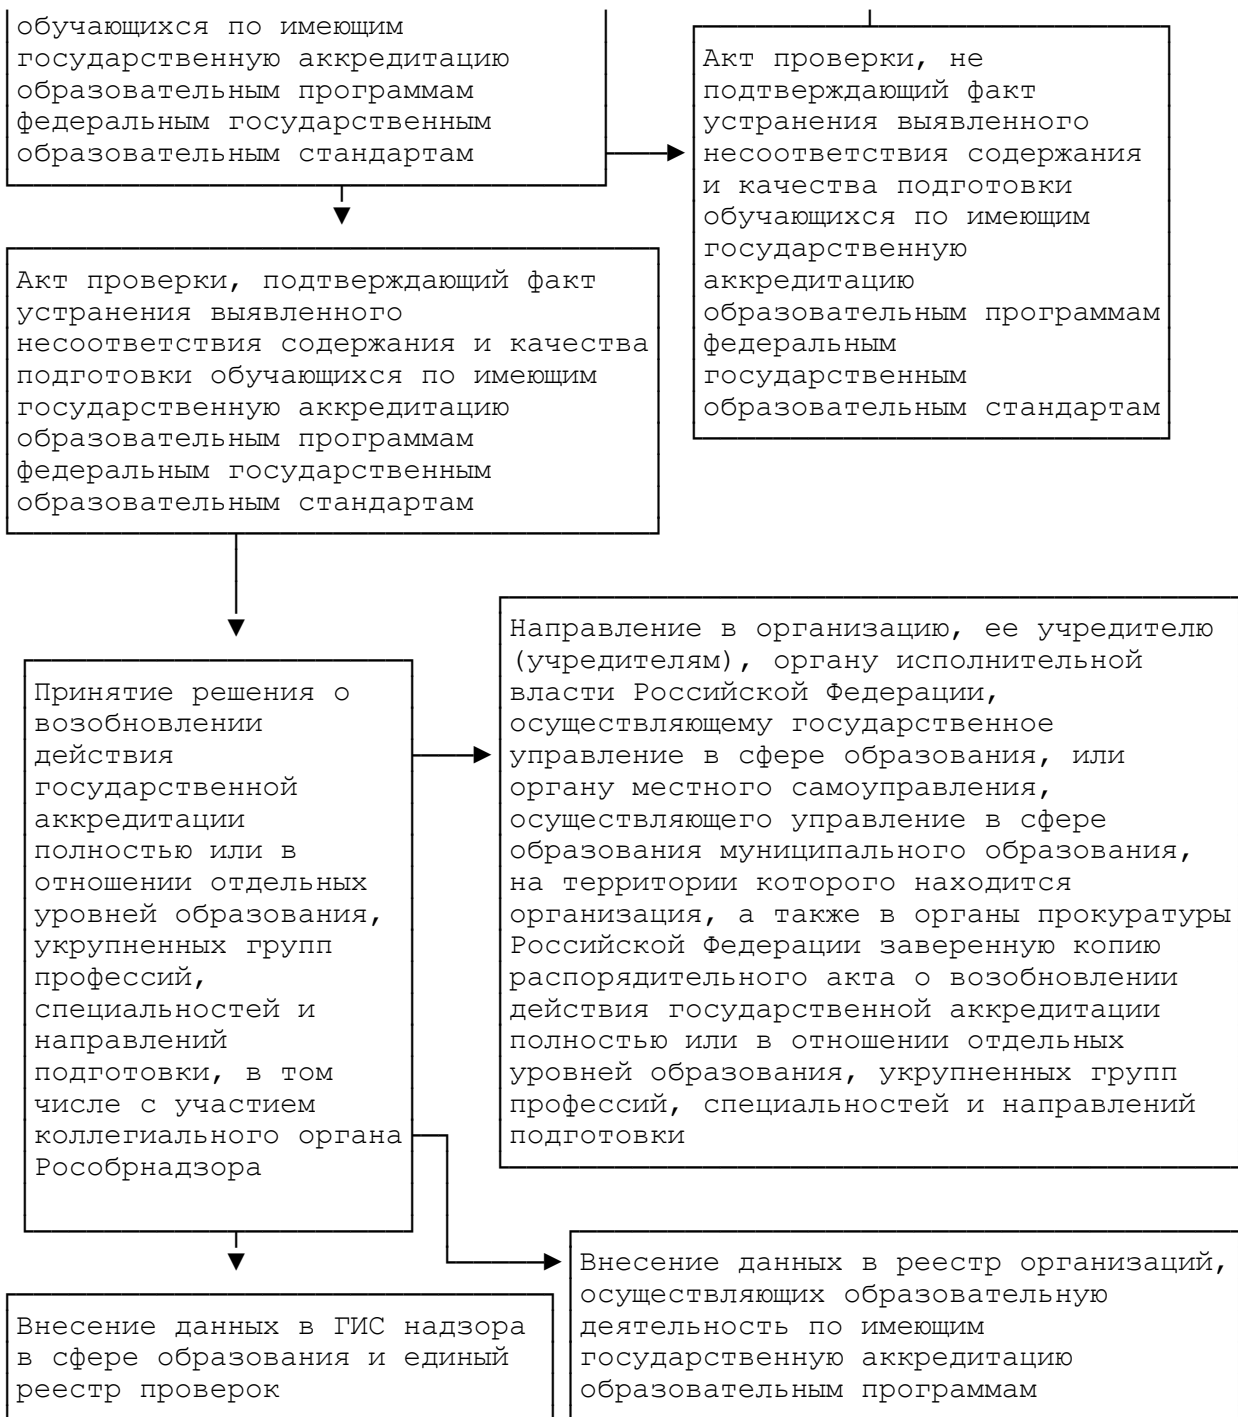 обучающихся по имеющим
государственную аккредитацию
образовательным программам
федеральным государственным
образовательным стандартам
Акт проверки, не
подтверждающий факт
устранения выявленного
несоответствия содержания
и качества подготовки
обучающихся по имеющим
государственную
аккредитацию
образовательным программам
федеральным
государственным
образовательным стандартам
Акт проверки, подтверждающий факт
устранения выявленного
несоответствия содержания и качества
подготовки обучающихся по имеющим
государственную аккредитацию
образовательным программам
федеральным государственным
образовательным стандартам
Принятие решения о
возобновлении
действия
государственной
аккредитации
полностью или в
отношении отдельных
уровней образования,
укрупненных групп
профессий,
специальностей и
направлений
подготовки, в том
числе с участием
коллегиального органа
Рособрнадзора
Направление в организацию, ее учредителю
(учредителям), органу исполнительной
власти Российской Федерации,
осуществляющему государственное
управление в сфере образования, или
органу местного самоуправления,
осуществляющего управление в сфере
образования муниципального образования,
на территории которого находится
организация, а также в органы прокуратуры
Российской Федерации заверенную копию
распорядительного акта о возобновлении
действия государственной аккредитации
полностью или в отношении отдельных
уровней образования, укрупненных групп
профессий, специальностей и направлений
подготовки
Внесение данных в ГИС надзора
в сфере образования и единый
реестр проверок
Внесение данных в реестр организаций,
осуществляющих образовательную
деятельность по имеющим
государственную аккредитацию
образовательным программам